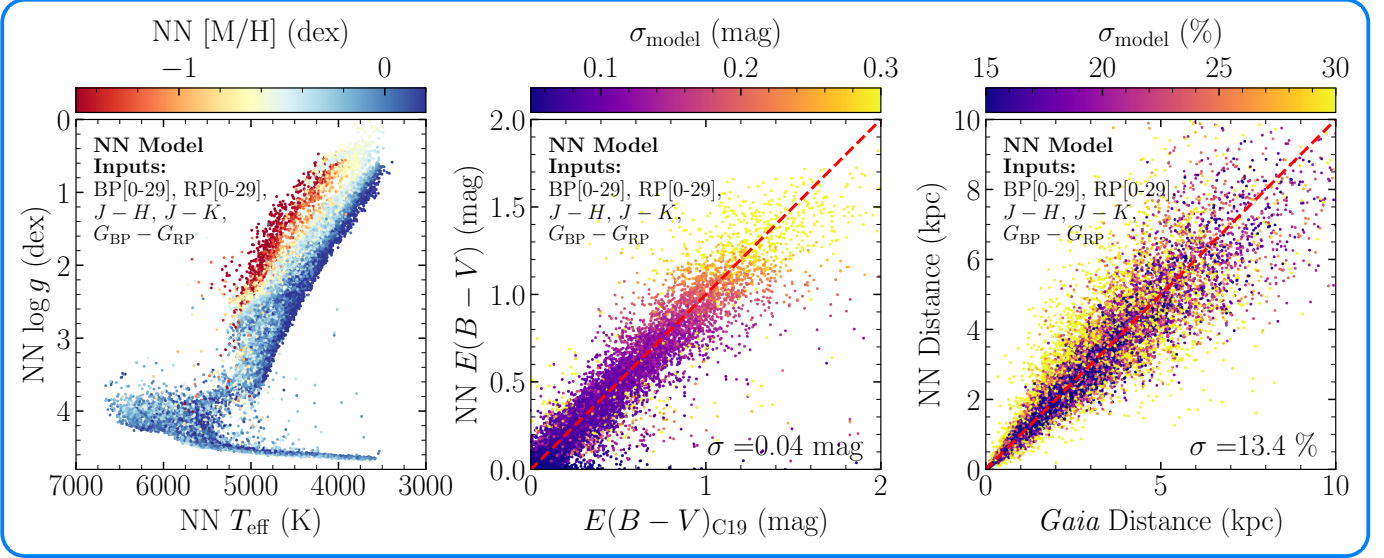 NN [M/H] (dex)
−1 0
NN Model
Inputs:
BP[0-29], RP[0-29],
J − H, J − K,
G_BP − G_RP
0
1
2
3
4
NN log g (dex)
7000 6000 5000 4000 3000
NN T_eff (K)
σ_model (mag)
0.1 0.2 0.3
2.0
NN Model
Inputs:
BP[0-29], RP[0-29],
J − H, J − K,
G_BP − G_RP
1.5
1.0
0.5
0.0
NN E(B − V) (mag)
σ =0.04 mag
0 1 2
E(B − V)_C19 (mag)
σ_model (%)
15 20 25 30
10
NN Model
Inputs:
BP[0-29], RP[0-29],
J − H, J − K,
G_BP − G_RP
8
6
4
2
0
NN Distance (kpc)
σ =13.4 %
0 5 10
Gaia Distance (kpc)